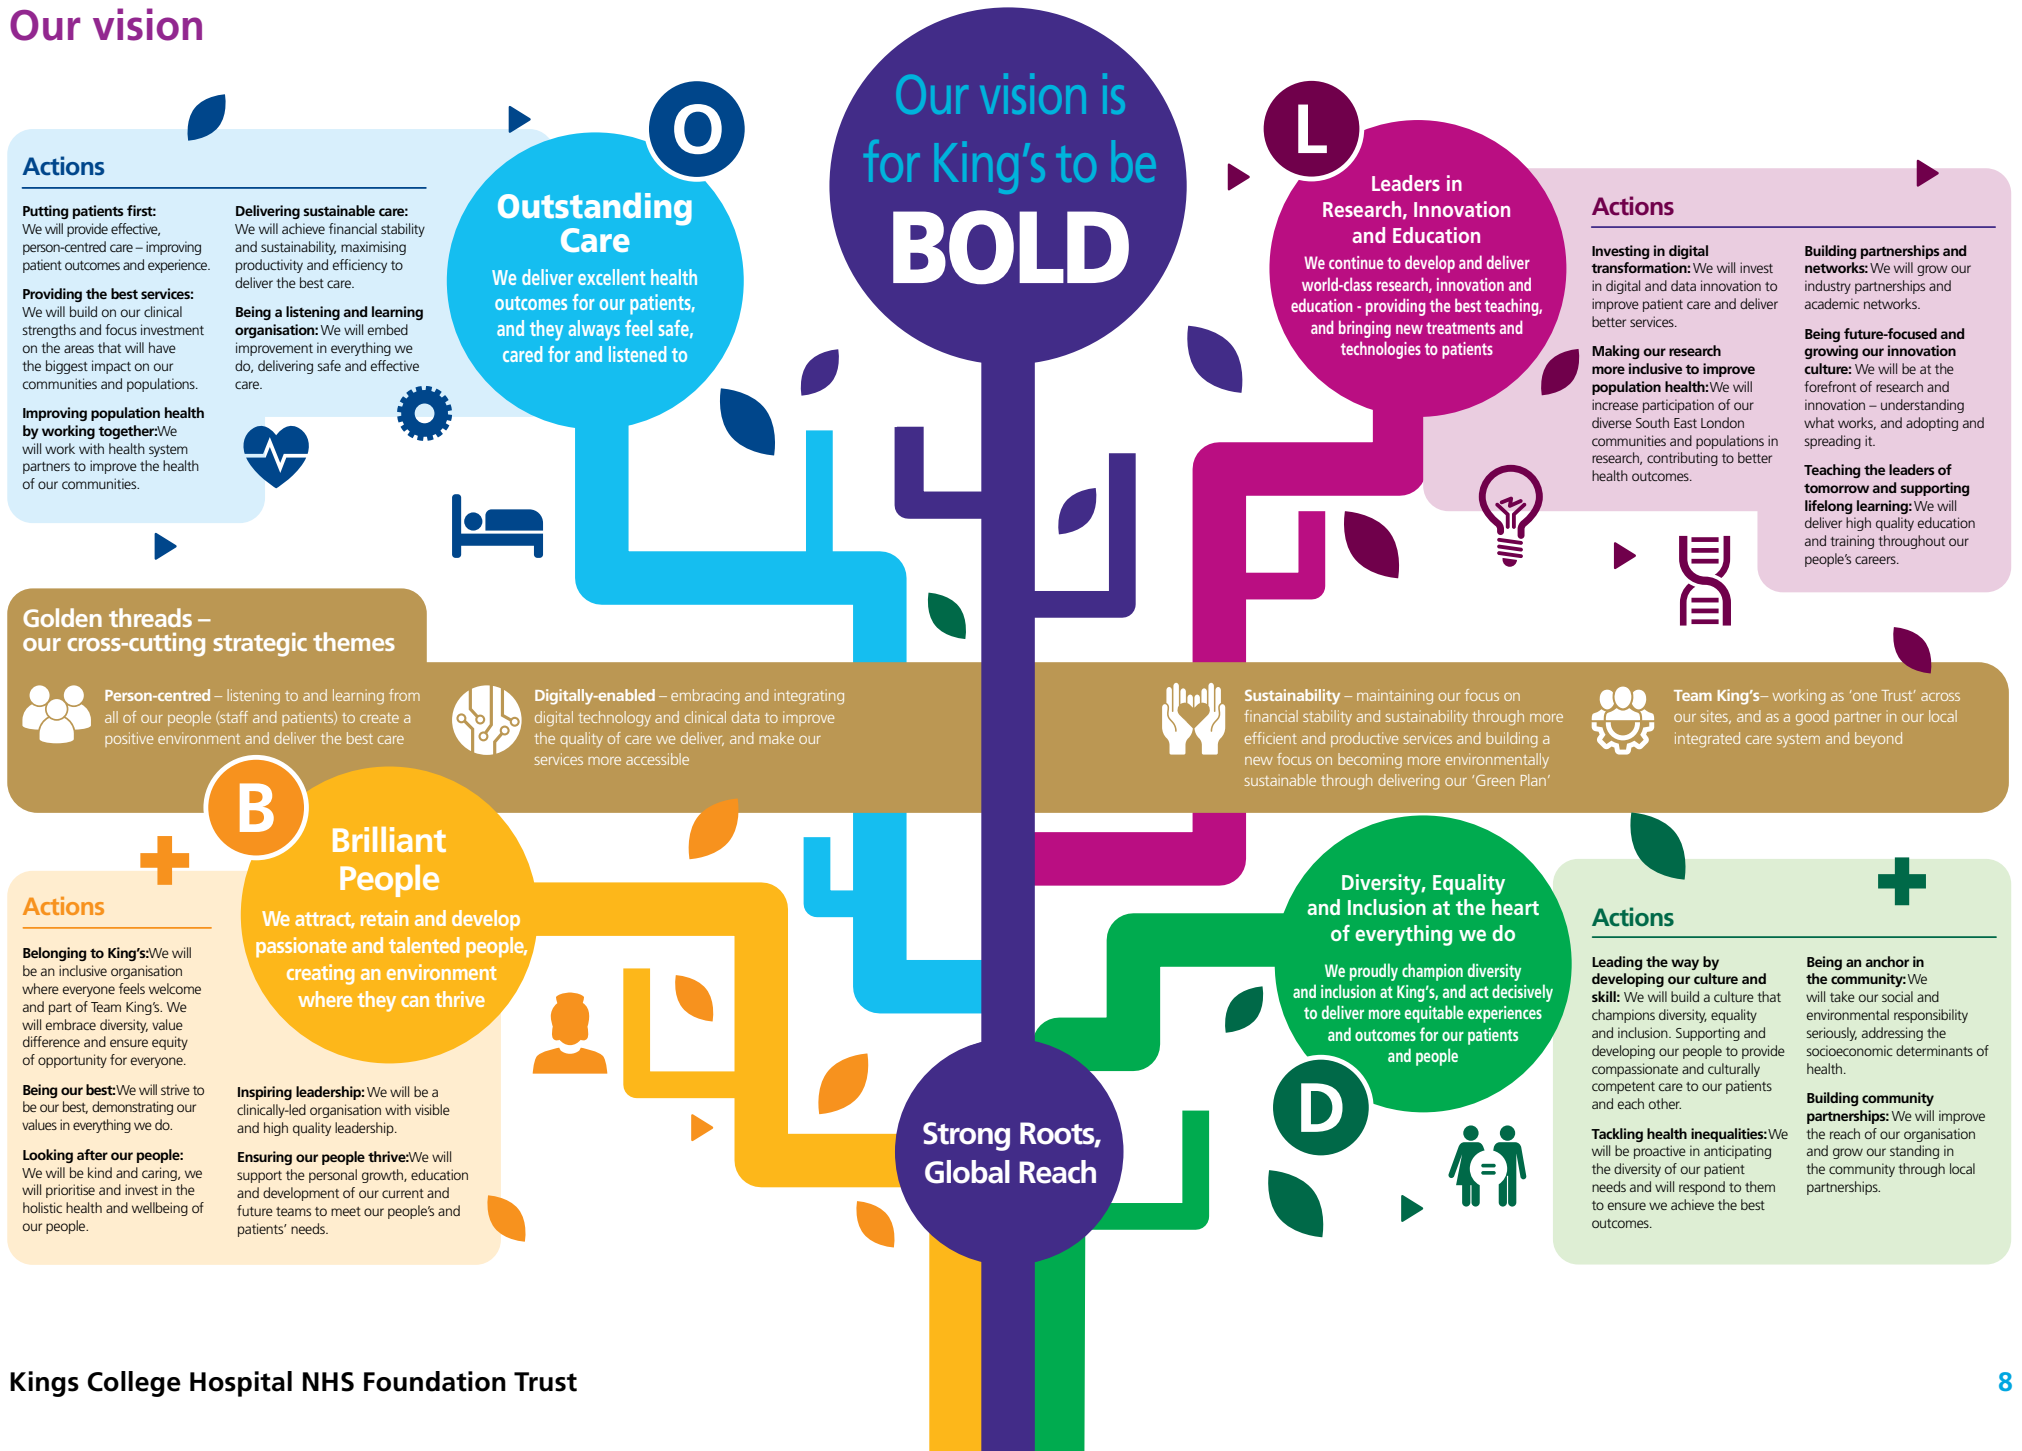 Our vision
Our vision is
for King's to be
BOLD
O
Outstanding
Care
We deliver excellent health
outcomes for our patients,
and they always feel safe,
cared for and listened to
Actions
Putting patients first:
We will provide effective,
person-centred care – improving
patient outcomes and experience.
Providing the best services:
We will build on our clinical
strengths and focus investment
on the areas that will have
the biggest impact on our
communities and populations.
Improving population health
by working together:We
will work with health system
partners to improve the health
of our communities.
Delivering sustainable care:
We will achieve financial stability
and sustainability, maximising
productivity and efficiency to
deliver the best care.
Being a listening and learning
organisation: We will embed
improvement in everything we
do, delivering safe and effective
care.
L
Leaders in
Research, Innovation
and Education
We continue to develop and deliver
world-class research, innovation and
education - providing the best teaching,
and bringing new treatments and
technologies to patients
Actions
Investing in digital
transformation: We will invest
in digital and data innovation to
improve patient care and deliver
better services.
Making our research
more inclusive to improve
population health:We will
increase participation of our
diverse South East London
communities and populations in
research, contributing to better
health outcomes.
Building partnerships and
networks: We will grow our
industry partnerships and
academic networks.
Being future-focused and
growing our innovation
culture: We will be at the
forefront of research and
innovation – understanding
what works, and adopting and
spreading it.
Teaching the leaders of
tomorrow and supporting
lifelong learning: We will
deliver high quality education
and training throughout our
people's careers.
Golden threads –
our cross-cutting strategic themes
Person-centred – listening to and learning from
all of our people (staff and patients) to create a
positive environment and deliver the best care
Digitally-enabled – embracing and integrating
digital technology and clinical data to improve
the quality of care we deliver, and make our
services more accessible
Sustainability – maintaining our focus on
financial stability and sustainability through more
efficient and productive services and building a
new focus on becoming more environmentally
sustainable through delivering our 'Green Plan'
Team King's– working as 'one Trust' across
our sites, and as a good partner in our local
integrated care system and beyond
B
Brilliant
People
We attract, retain and develop
passionate and talented people,
creating an environment
where they can thrive
Actions
Belonging to King's:We will
be an inclusive organisation
where everyone feels welcome
and part of Team King's. We
will embrace diversity, value
difference and ensure equity
of opportunity for everyone.
Being our best:We will strive to
be our best, demonstrating our
values in everything we do.
Looking after our people:
We will be kind and caring, we
will prioritise and invest in the
holistic health and wellbeing of
our people.
Inspiring leadership: We will be a
clinically-led organisation with visible
and high quality leadership.
Ensuring our people thrive:We will
support the personal growth, education
and development of our current and
future teams to meet our people's and
patients' needs.
Strong Roots,
Global Reach
Diversity, Equality
and Inclusion at the heart
of everything we do
We proudly champion diversity
and inclusion at King's, and act decisively
to deliver more equitable experiences
and outcomes for our patients
and people
D
Actions
Leading the way by
developing our culture and
skill: We will build a culture that
champions diversity, equality
and inclusion. Supporting and
developing our people to provide
compassionate and culturally
competent care to our patients
and each other.
Tackling health inequalities: We
will be proactive in anticipating
the diversity of our patient
needs and will respond to them
to ensure we achieve the best
outcomes.
Being an anchor in
the community: We
will take our social and
environmental responsibility
seriously, addressing the
socioeconomic determinants of
health.
Building community
partnerships: We will improve
the reach of our organisation
and grow our standing in
the community through local
partnerships.
Kings College Hospital NHS Foundation Trust
8